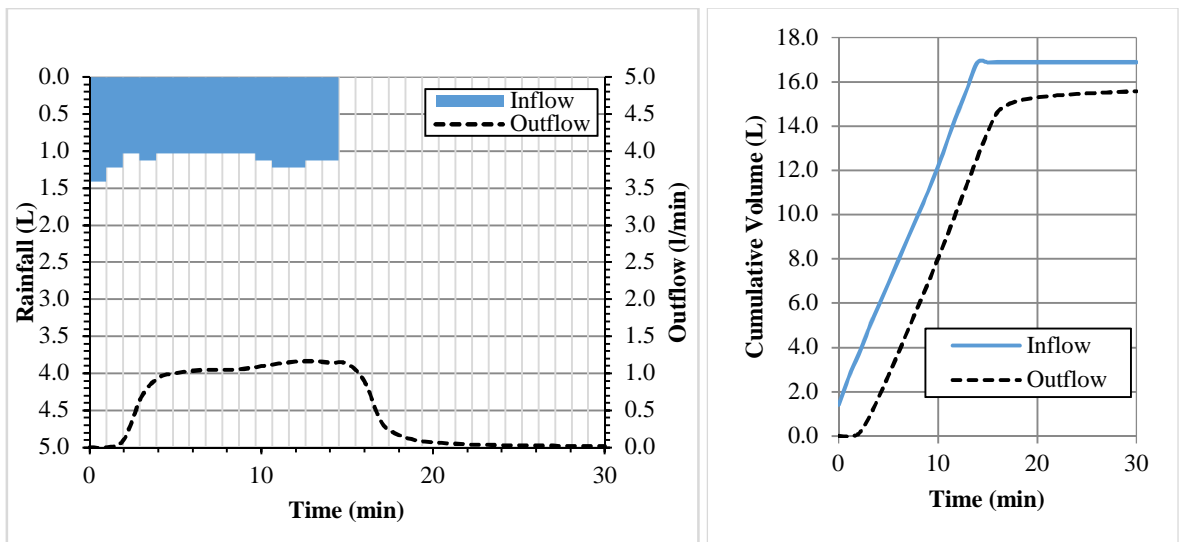 0.0
0.5
1.0
1.5
2.0
2.5
3.0
3.5
4.0
4.5
5.0
Rainfall (L)
Inflow
Outflow
5.0
4.5
4.0
3.5
3.0
2.5
2.0
1.5
1.0
0.5
0.0
Outflow (l/min)
0 10 20 30
Time (min)
18.0
16.0
14.0
12.0
10.0
8.0
6.0
4.0
2.0
0.0
Cumulative Volume (L)
Inflow
Outflow
0 10 20 30
Time (min)